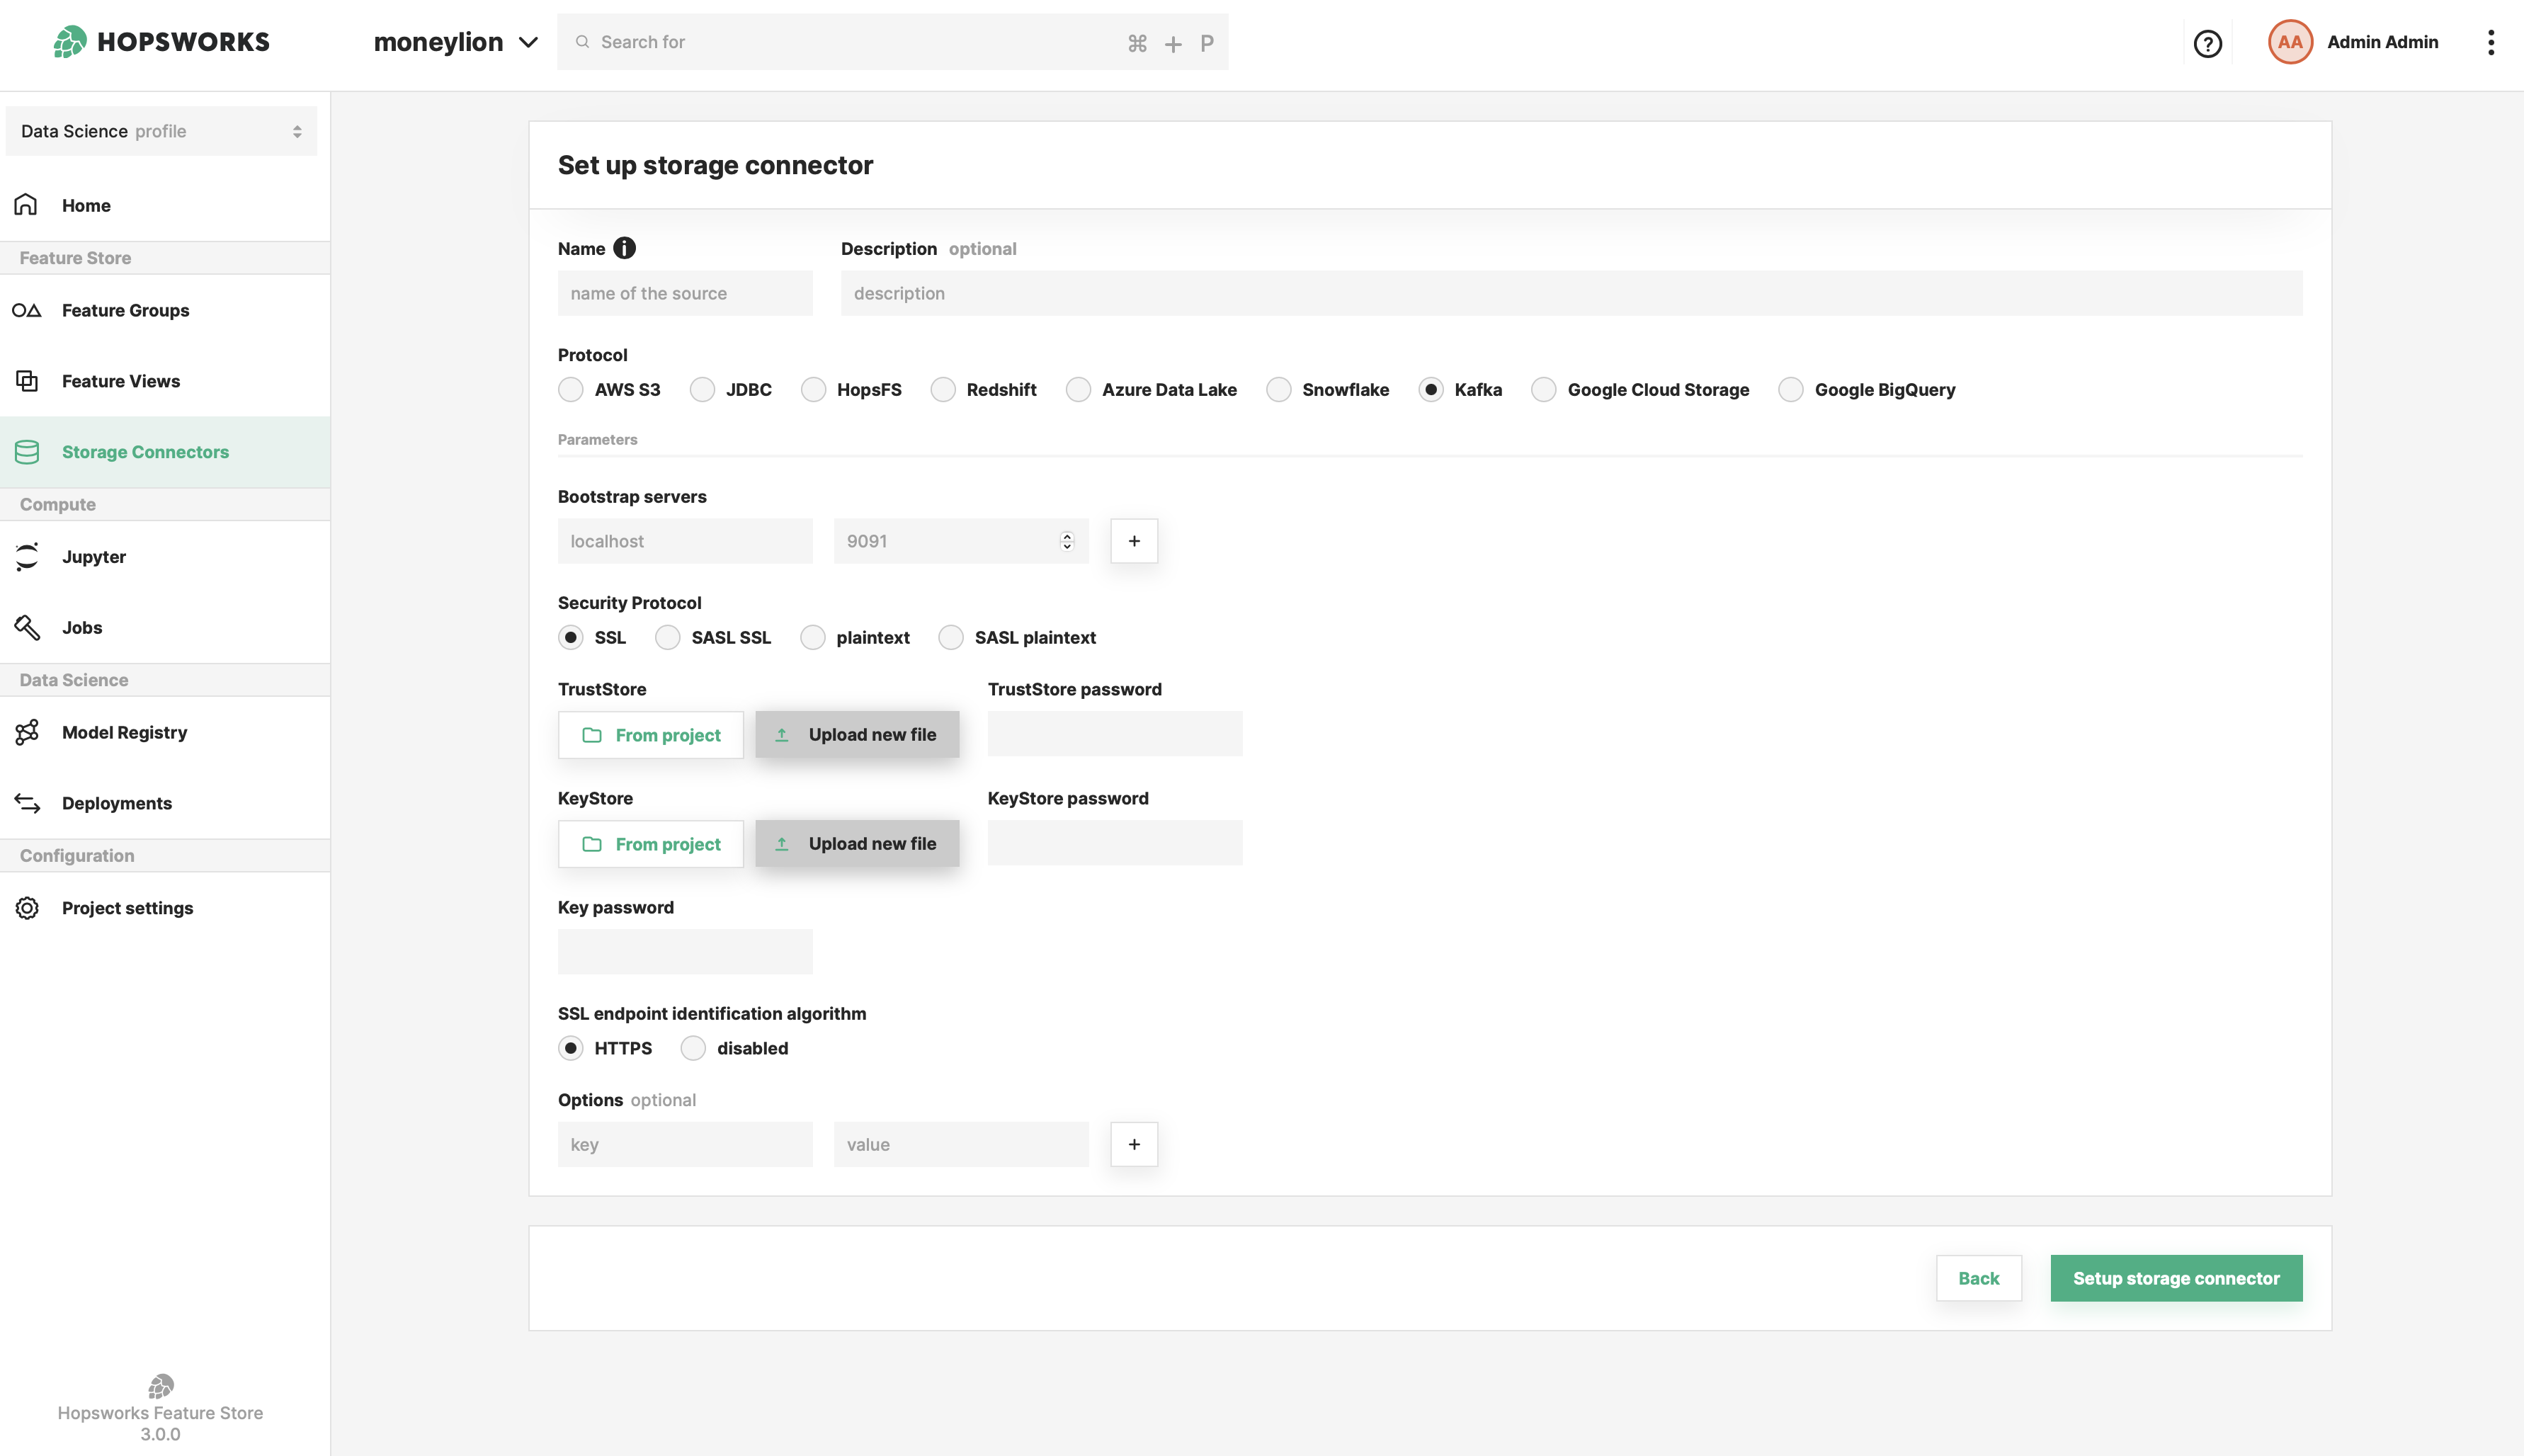 HOPSWORKS
moneylion
Search for
⌘ + P
AA
Admin Admin
Data Science profile
Home
Feature Store
Feature Groups
Feature Views
Storage Connectors
Compute
Jupyter
Jobs
Data Science
Model Registry
Deployments
Configuration
Project settings
Hopsworks Feature Store
3.0.0
Set up storage connector
Name
Description optional
name of the source
description
Protocol
AWS S3 JDBC HopsFS Redshift Azure Data Lake Snowflake Kafka Google Cloud Storage Google BigQuery
Parameters
Bootstrap servers
localhost 9091 +
Security Protocol
SSL SASL SSL plaintext SASL plaintext
TrustStore TrustStore password
From project Upload new file
KeyStore KeyStore password
From project Upload new file
Key password
SSL endpoint identification algorithm
HTTPS disabled
Options optional
key value +
Back Setup storage connector